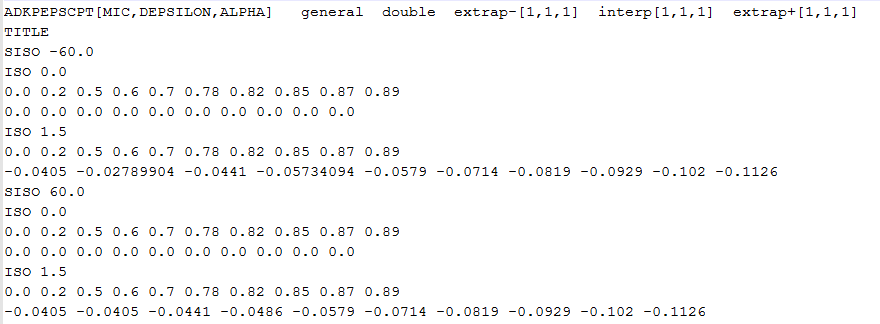 ADKPEPSCPT[MIC,DEPSILON,ALPHA] general double extrap-[1,1,1] interp[1,1,1] extrap+[1,1,1]
TITLE
SISO -60.0
ISO 0.0
0.0 0.2 0.5 0.6 0.7 0.78 0.82 0.85 0.87 0.89
0.0 0.0 0.0 0.0 0.0 0.0 0.0 0.0 0.0 0.0
ISO 1.5
0.0 0.2 0.5 0.6 0.7 0.78 0.82 0.85 0.87 0.89
-0.0405 -0.02789904 -0.0441 -0.05734094 -0.0579 -0.0714 -0.0819 -0.0929 -0.102 -0.1126
SISO 60.0
ISO 0.0
0.0 0.2 0.5 0.6 0.7 0.78 0.82 0.85 0.87 0.89
0.0 0.0 0.0 0.0 0.0 0.0 0.0 0.0 0.0 0.0
ISO 1.5
0.0 0.2 0.5 0.6 0.7 0.78 0.82 0.85 0.87 0.89
-0.0405 -0.0405 -0.0441 -0.0486 -0.0579 -0.0714 -0.0819 -0.0929 -0.102 -0.1126